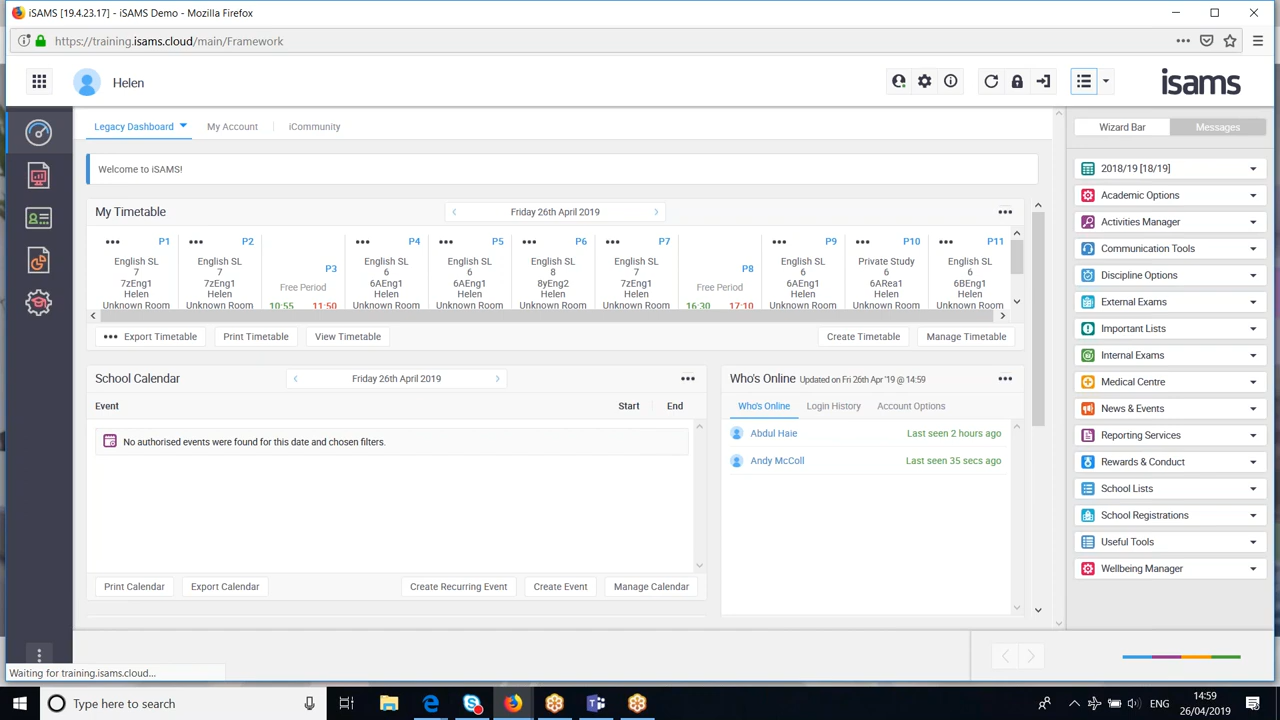 iSAMS [19.4.23.17] - iSAMS Demo - Mozilla Firefox
https://training.isams.cloud/main/Framework
Helen
isams
Legacy Dashboard
My Account
iCommunity
Wizard Bar
Messages
Welcome to iSAMS!
My Timetable
Friday 26th April 2019
P1
English SL
7
7zEng1
Helen
Unknown Room
P2
English SL
7
7zEng1
Helen
Unknown Room
P3
Free Period
10:55 11:50
P4
English SL
6
6AEng1
Helen
Unknown Room
P5
English SL
6
6AEng1
Helen
Unknown Room
P6
English SL
8
8yEng2
Helen
Unknown Room
P7
English SL
7
7zEng1
Helen
Unknown Room
P8
Free Period
16:30 17:10
P9
English SL
6
6AEng1
Helen
Unknown Room
P10
Private Study
6
6Area1
Helen
Unknown Room
P11
English SL
6
6BEng1
Helen
Unknown Room
Export Timetable
Print Timetable
View Timetable
Create Timetable
Manage Timetable
School Calendar
Friday 26th April 2019
Event Start End
No authorised events were found for this date and chosen filters.
Print Calendar
Export Calendar
Create Recurring Event
Create Event
Manage Calendar
Who's Online Updated on Fri 26th Apr '19 @ 14:59
Who's Online
Login History
Account Options
Abdul Haie Last seen 2 hours ago
Andy McColl Last seen 35 secs ago
2018/19 [18/19]
Academic Options
Activities Manager
Communication Tools
Discipline Options
External Exams
Important Lists
Internal Exams
Medical Centre
News & Events
Reporting Services
Rewards & Conduct
School Lists
School Registrations
Useful Tools
Wellbeing Manager
Waiting for training.isams.cloud...
Type here to search
ENG
14:59
26/04/2019